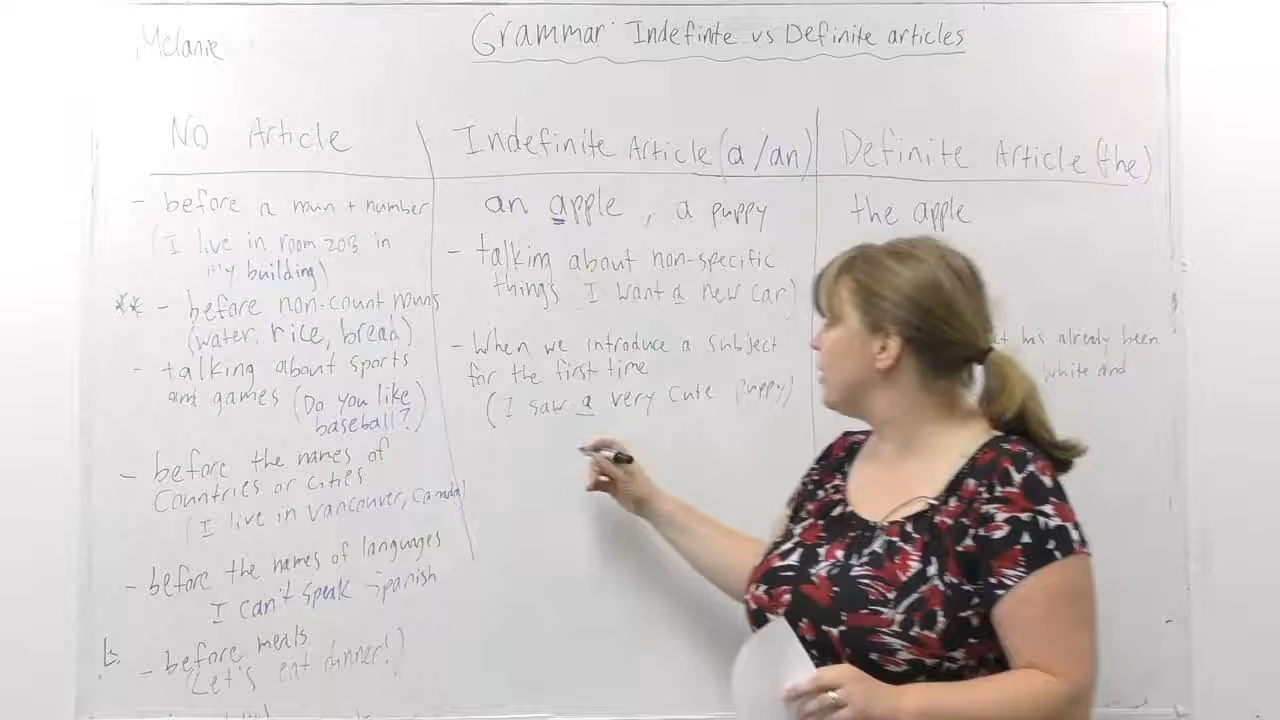 Melanie
Grammar: Indefinite vs Definite articles
No Article
- before a noun + number
(I live in room 203 in
my building)
** - before non-count nouns
(water, rice, bread)
- talking about sports
and games (Do you like
baseball?)
- before the names of
Countries or Cities
(I live in Vancouver, Canada)
- before the names of languages
I can't speak Spanish
- before meals
Let's eat dinner!)
Indefinite Article (a/an)
an apple, a puppy
- talking about non-specific
things I want a new car)
- When we introduce a subject
for the first time
(I saw a very cute puppy)
Definite Article (the)
the apple
has already been
white and